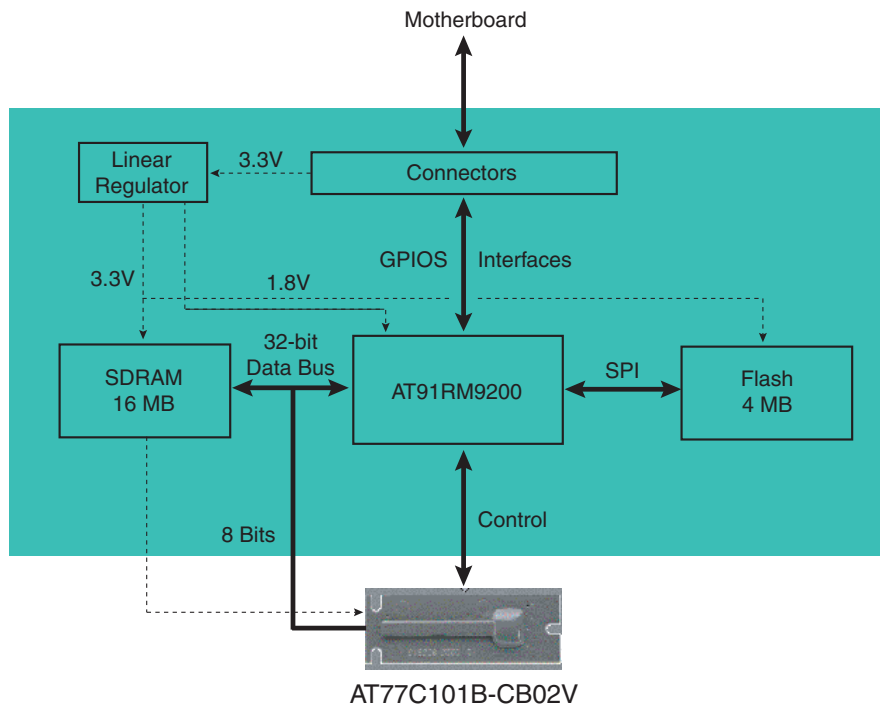 Motherboard
Linear
Regulator
3.3V
Connectors
GPIOS
Interfaces
3.3V
1.8V
32-bit
Data Bus
SDRAM
16 MB
AT91RM9200
SPI
Flash
4 MB
8 Bits
Control
AT77C101B-CB02V